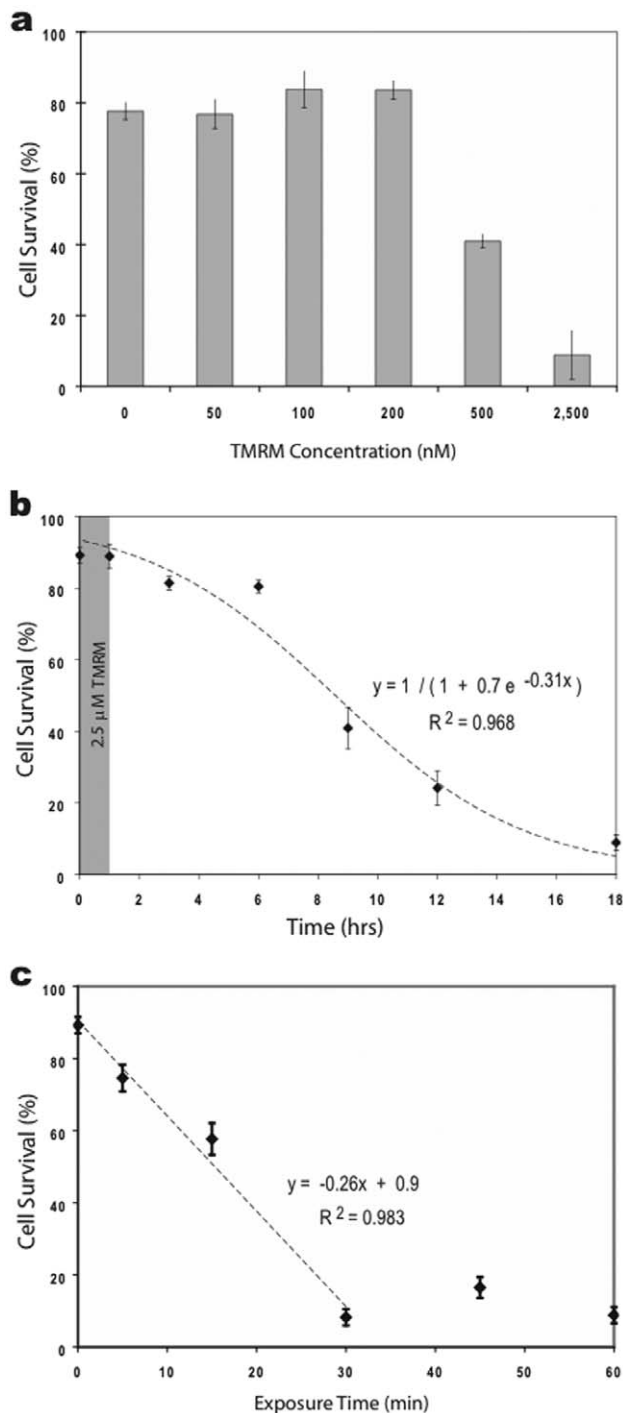 a
100
80
60
40
20
0
Cell Survival (%)
0 50 100 200 500 2,500
TMRM Concentration (nM)
b
100
80
60
40
20
0
Cell Survival (%)
2.5 μM TMRM
y = 1 / ( 1 + 0.7 e -0.31x )
R 2 = 0.968
0 2 4 6 8 10 12 14 16 18
Time (hrs)
c
100
80
60
40
20
0
Cell Survival (%)
y = -0.26x + 0.9
R 2 = 0.983
0 10 20 30 40 50 60
Exposure Time (min)